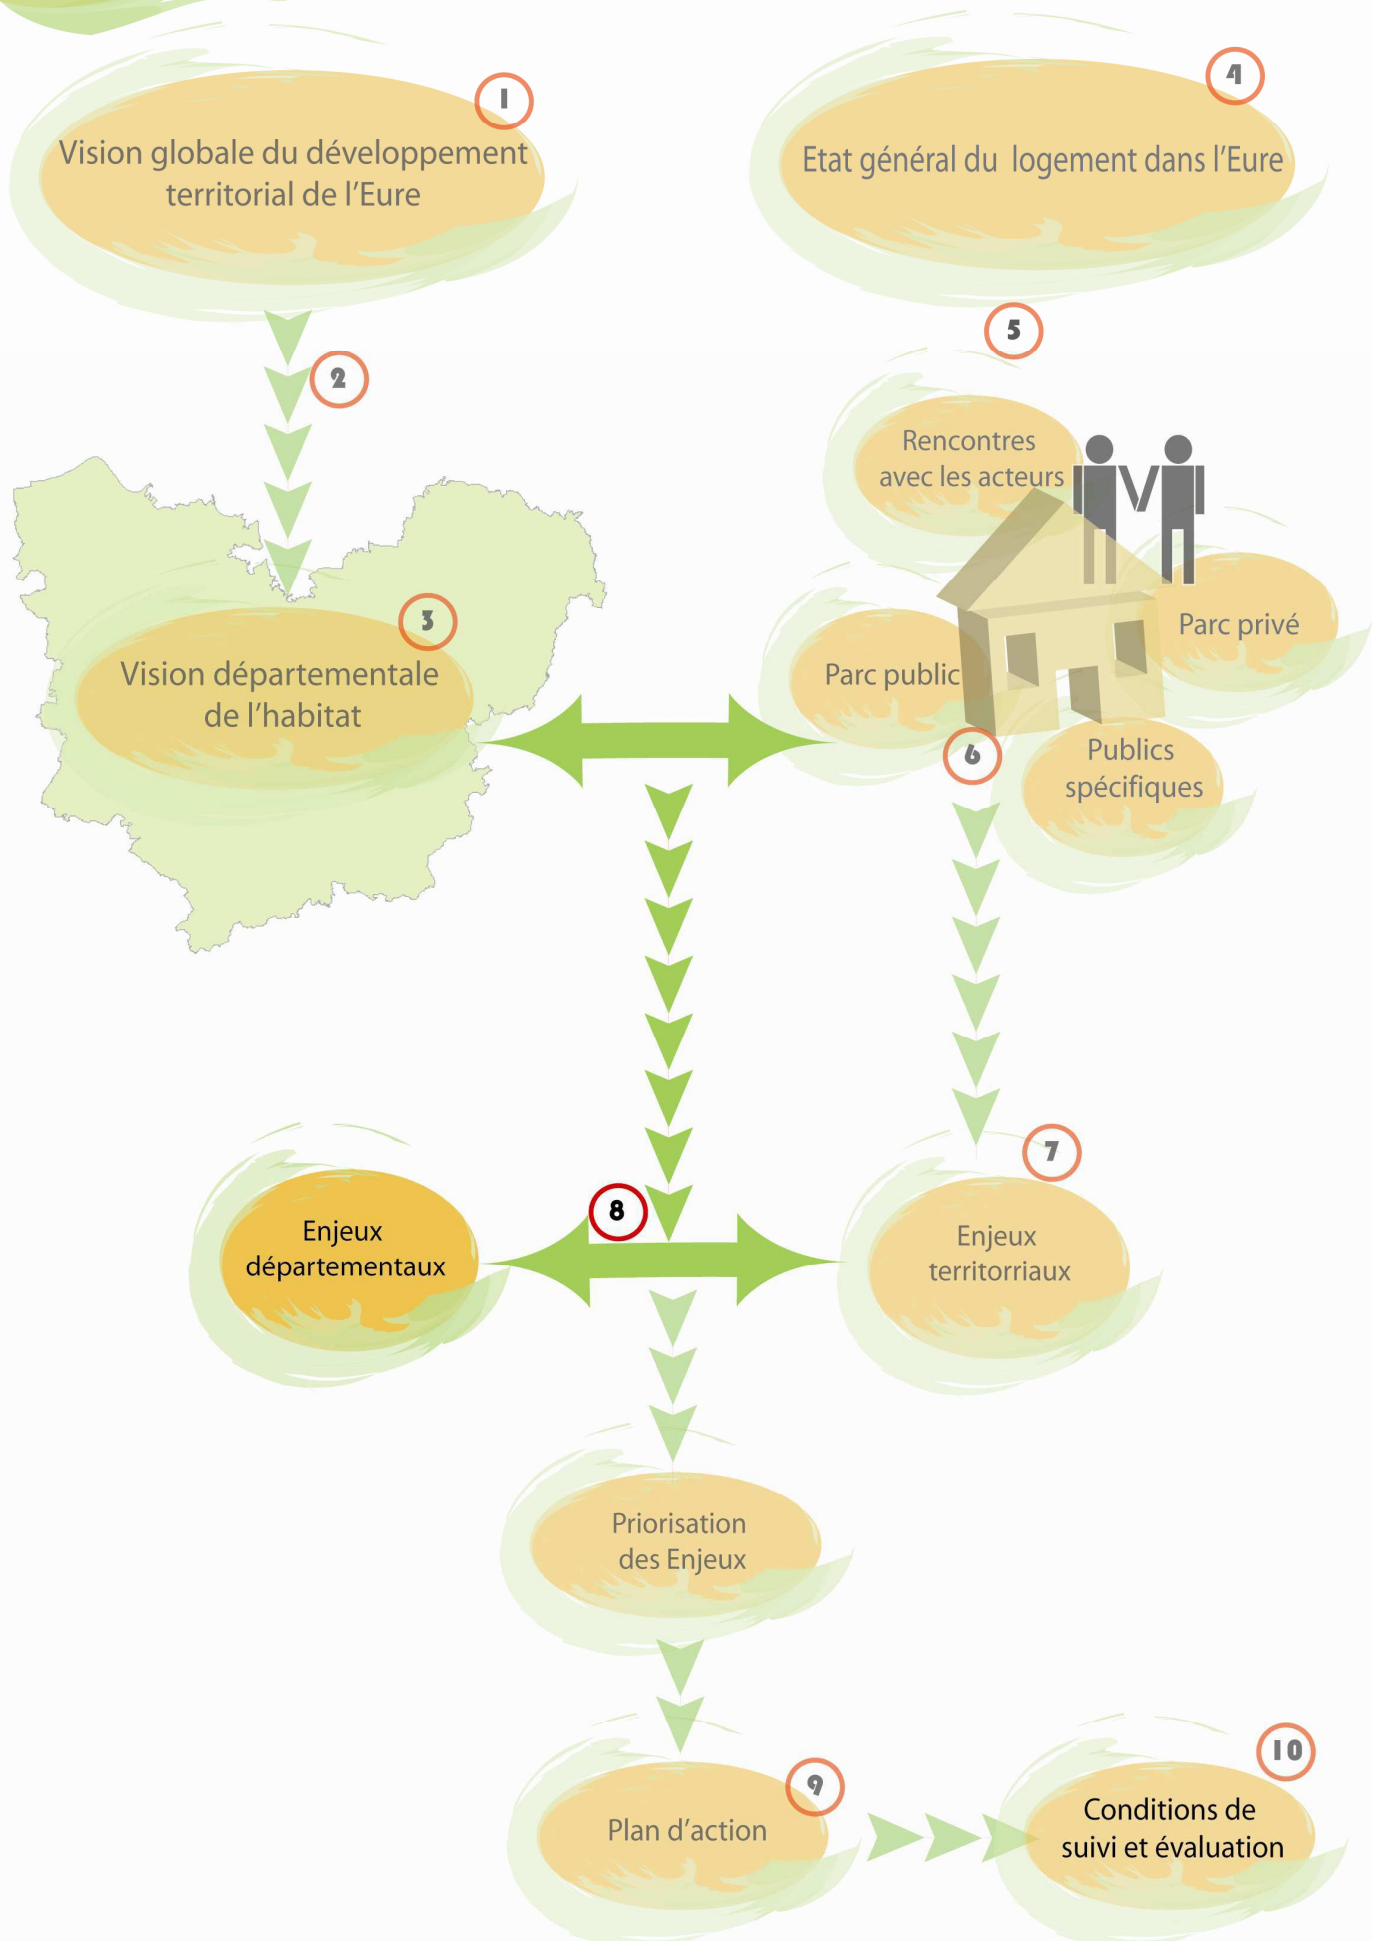 1
Vision globale du développement
territorial de l'Eure
4
Etat général du logement dans l'Eure
5
2
Rencontres
avec les acteurs
3
Vision départementale
de l'habitat
Parc privé
Parc public
6
Publics
spécifiques
7
8
Enjeux
départementaux
Enjeux
territorriaux
Priorisation
des Enjeux
9
Plan d'action
10
Conditions de
suivi et évaluation